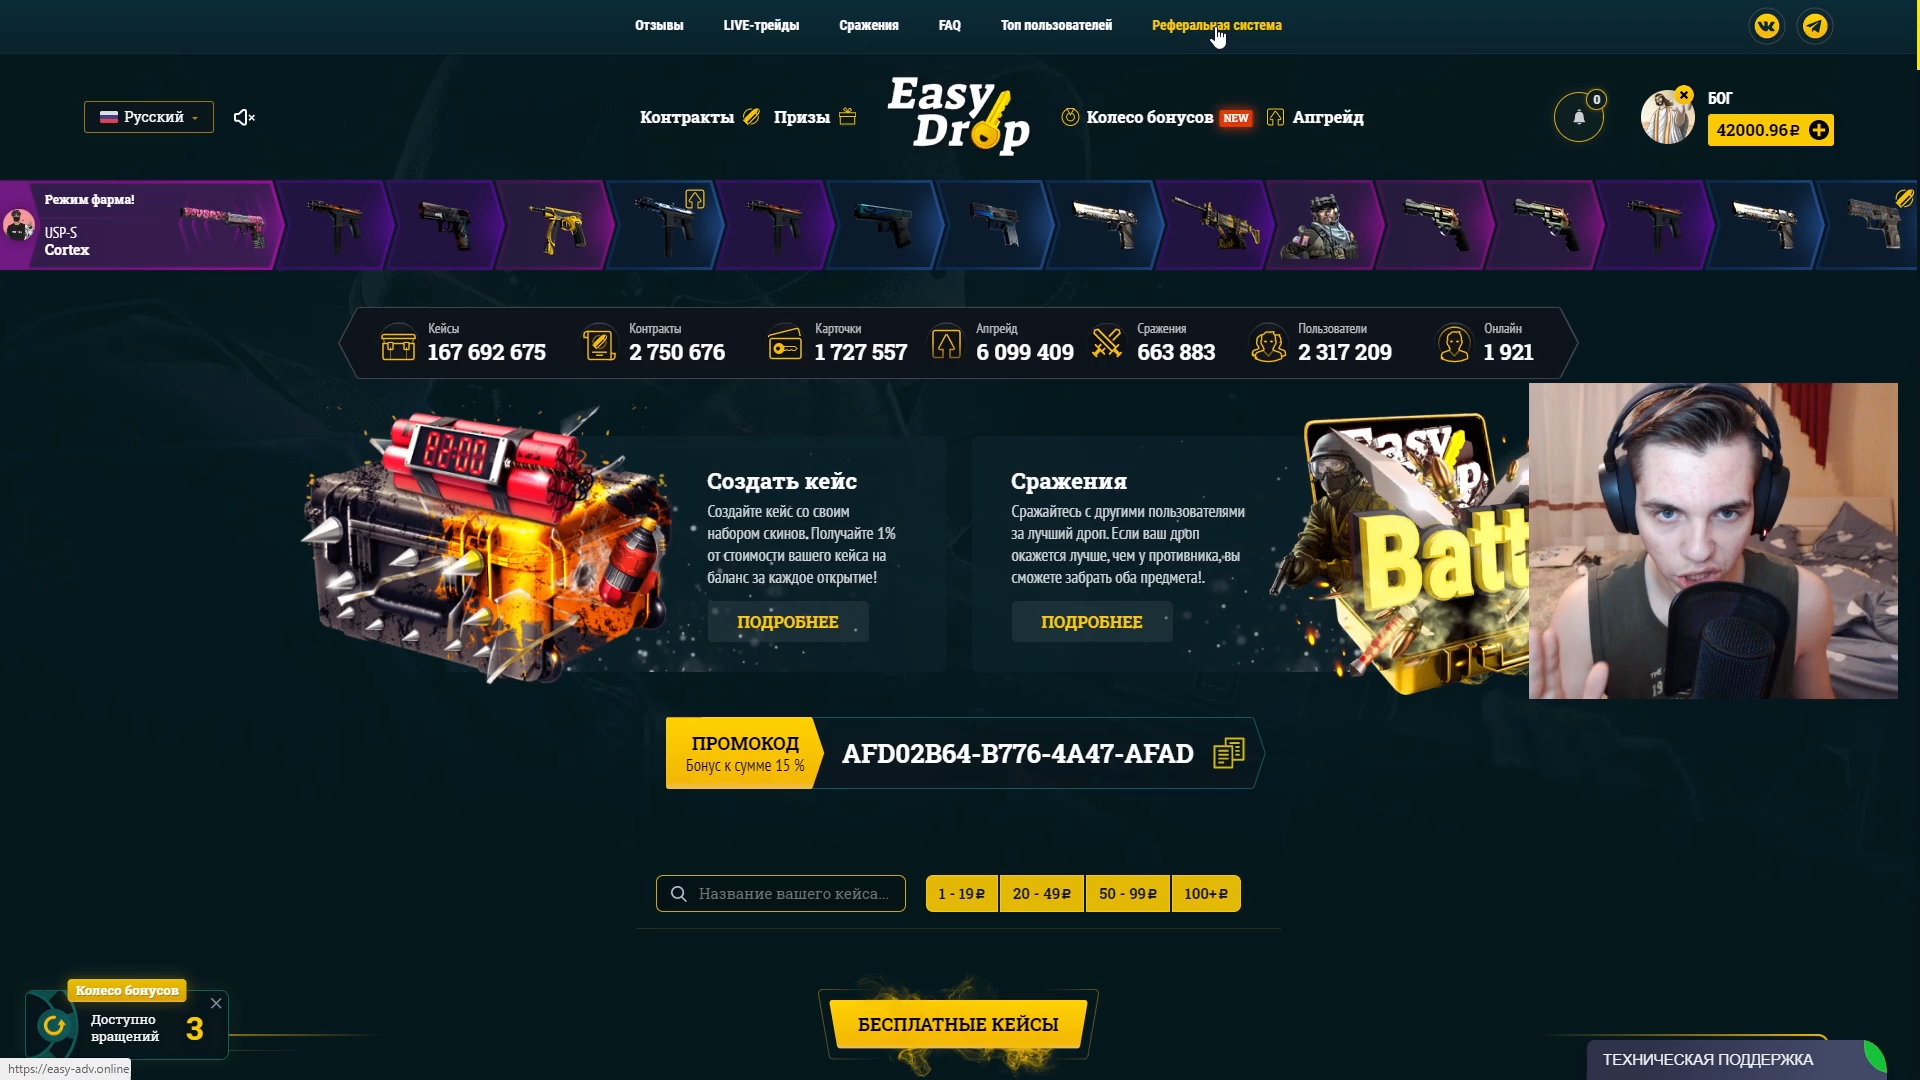 Отзывы
LIVE-трейды
Сражения
FAQ
Топ пользователей
Реферальная система
Русский
Контракты
Призы
Easy
Drop
Колесо бонусов NEW
Апгрейд
0
БОГ
42000.96₽
Режим фарма!
USP-S
Cortex
Кейсы
167 692 675
Контракты
2 750 676
Карточки
1 727 557
Апгрейд
6 099 409
Сражения
663 883
Пользователи
2 317 209
Онлайн
1 921
Создать кейс
Создайте кейс со своим
набором скинов. Получайте 1%
от стоимости вашего кейса на
баланс за каждое открытие!
ПОДРОБНЕЕ
Сражения
Сражайтесь с другими пользователями
за лучший дроп. Если ваш дроп
окажется лучше, чем у противника, вы
сможете забрать оба предмета!.
ПОДРОБНЕЕ
Batt
ПРОМОКОД
Бонус к сумме 15 %
AFD02B64-B776-4A47-AFAD
Название вашего кейса...
1 - 19₽
20 - 49₽
50 - 99₽
100+₽
Колесо бонусов
Доступно
вращений
3
БЕСПЛАТНЫЕ КЕЙСЫ
https://easy-adv.online
ТЕХНИЧЕСКАЯ ПОДДЕРЖКА